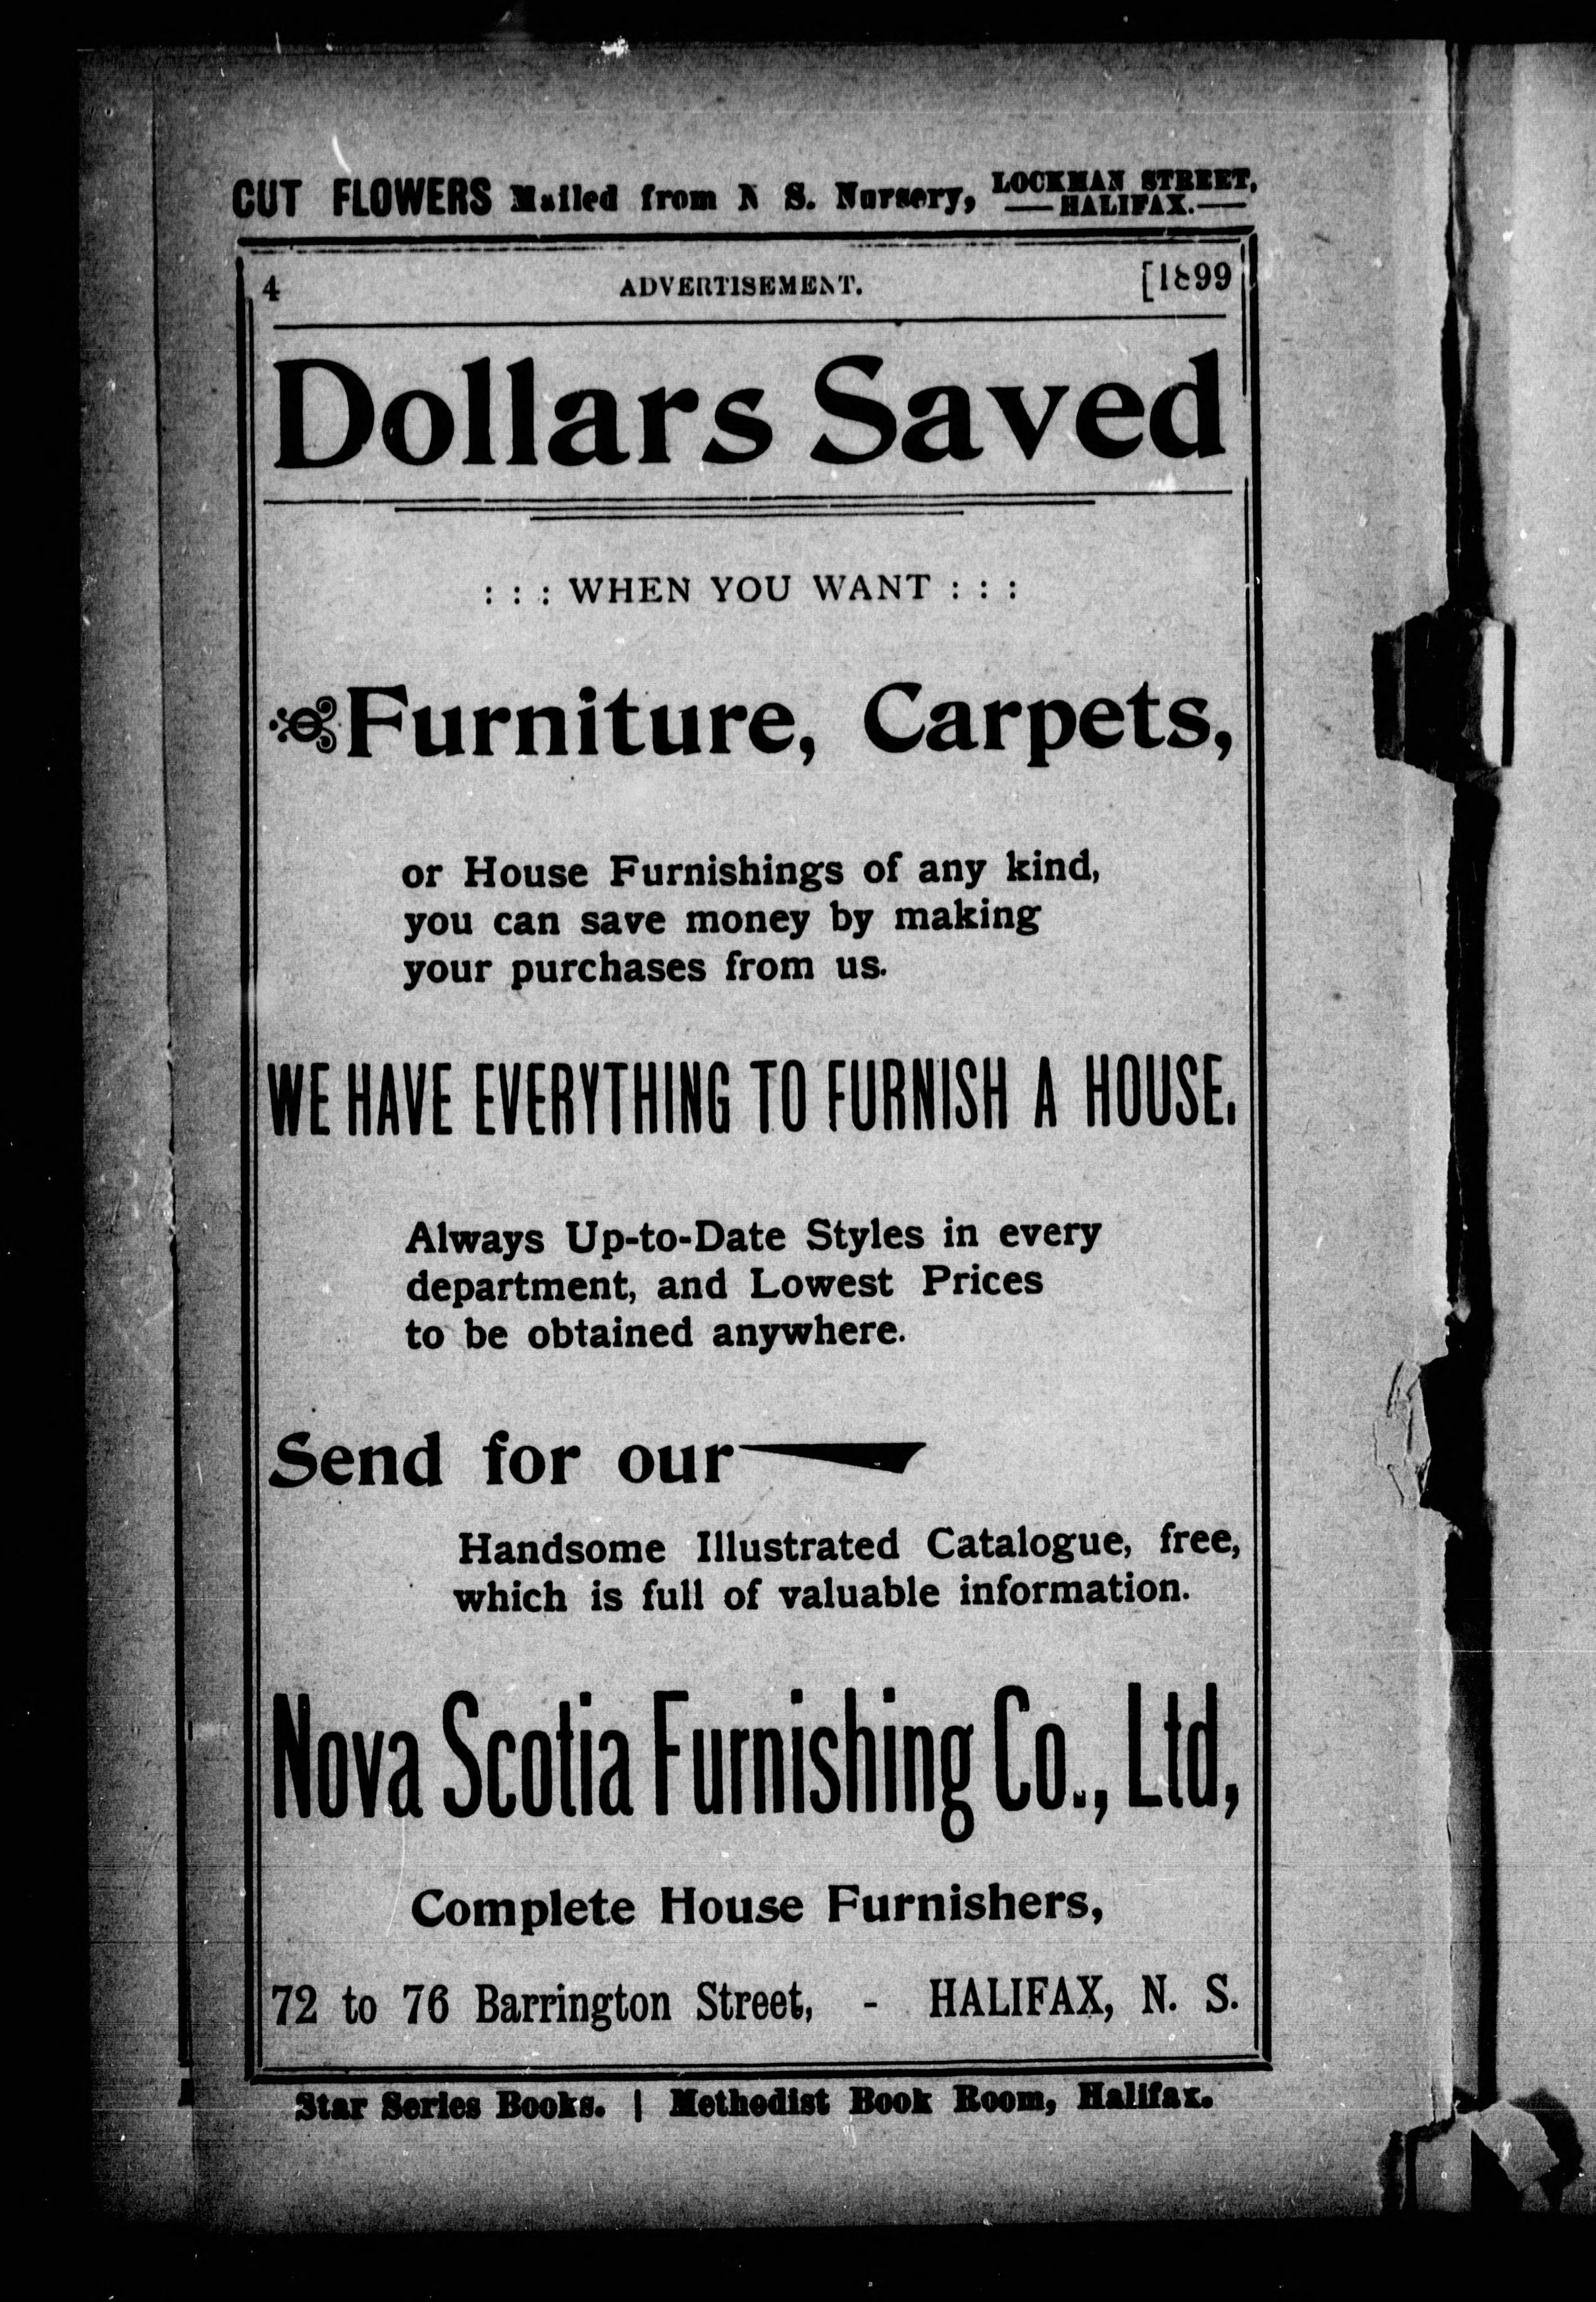 CUT FLOWERS Mailed from N S. Nursery, LOCKMAN STREET,
— HALIFAX. —
4 ADVERTISEMENT. [1899
Dollars Saved
: : : WHEN YOU WANT : : :
Furniture, Carpets,
or House Furnishings of any kind,
you can save money by making
your purchases from us.
WE HAVE EVERYTHING TO FURNISH A HOUSE.
Always Up-to-Date Styles in every
department, and Lowest Prices
to be obtained anywhere.
Send for our
Handsome Illustrated Catalogue, free,
which is full of valuable information.
Nova Scotia Furnishing Co., Ltd,
Complete House Furnishers,
72 to 76 Barrington Street, - HALIFAX, N. S.
Star Series Books. | Methodist Book Room, Halifax.